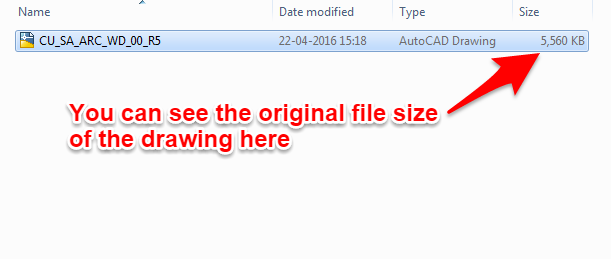 Date modified Type Size
CU_SA_ARC_WD_00_R5 22-04-2016 15:18 AutoCAD Drawing 5,560 KB
You can see the original file size
of the drawing here